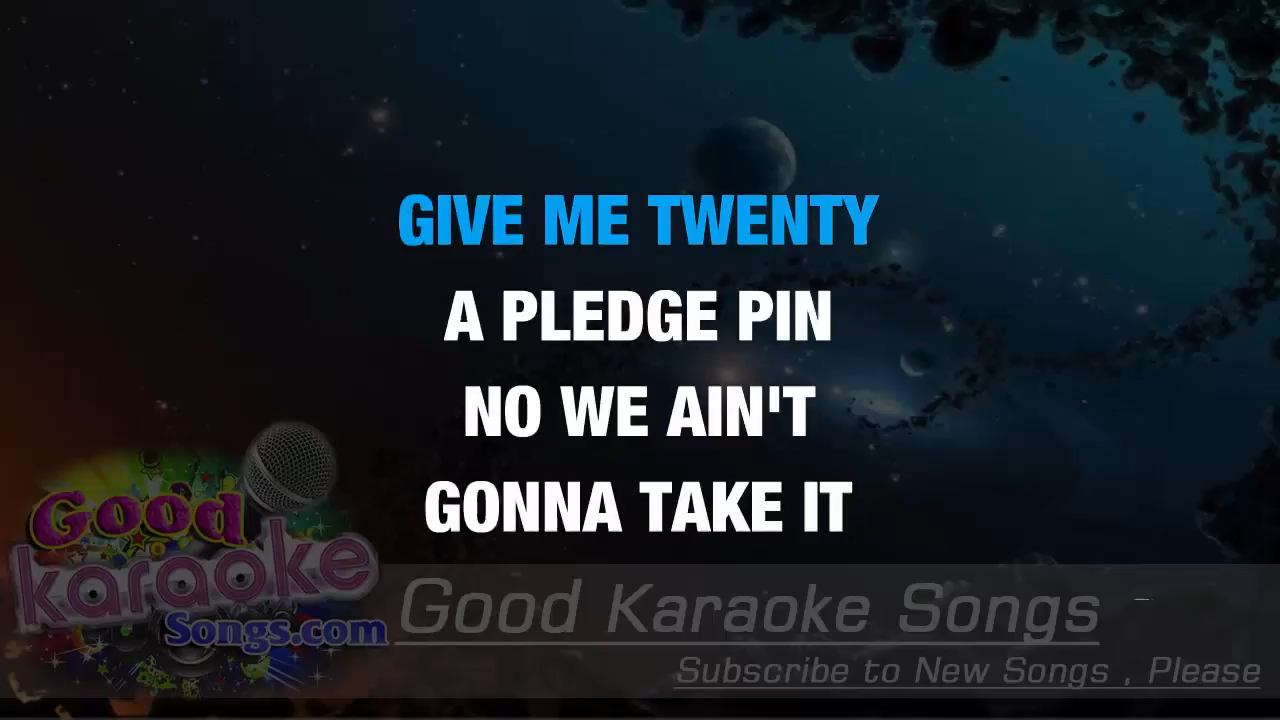 GIVE ME TWENTY
A PLEDGE PIN
NO WE AIN'T
GONNA TAKE IT
Good
karaoke
Songs.com
Good Karaoke Songs
Subscribe to New Songs , Please